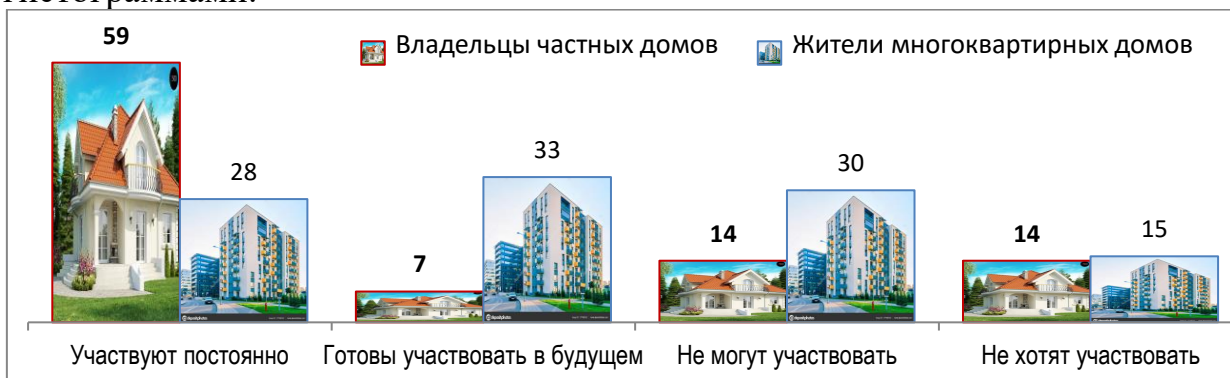 Владельцы частных домов
Жители многоквартирных домов
59
28
7
33
14
30
14
15
Участвуют постоянно
Готовы участвовать в будущем
Не могут участвовать
Не хотят участвовать